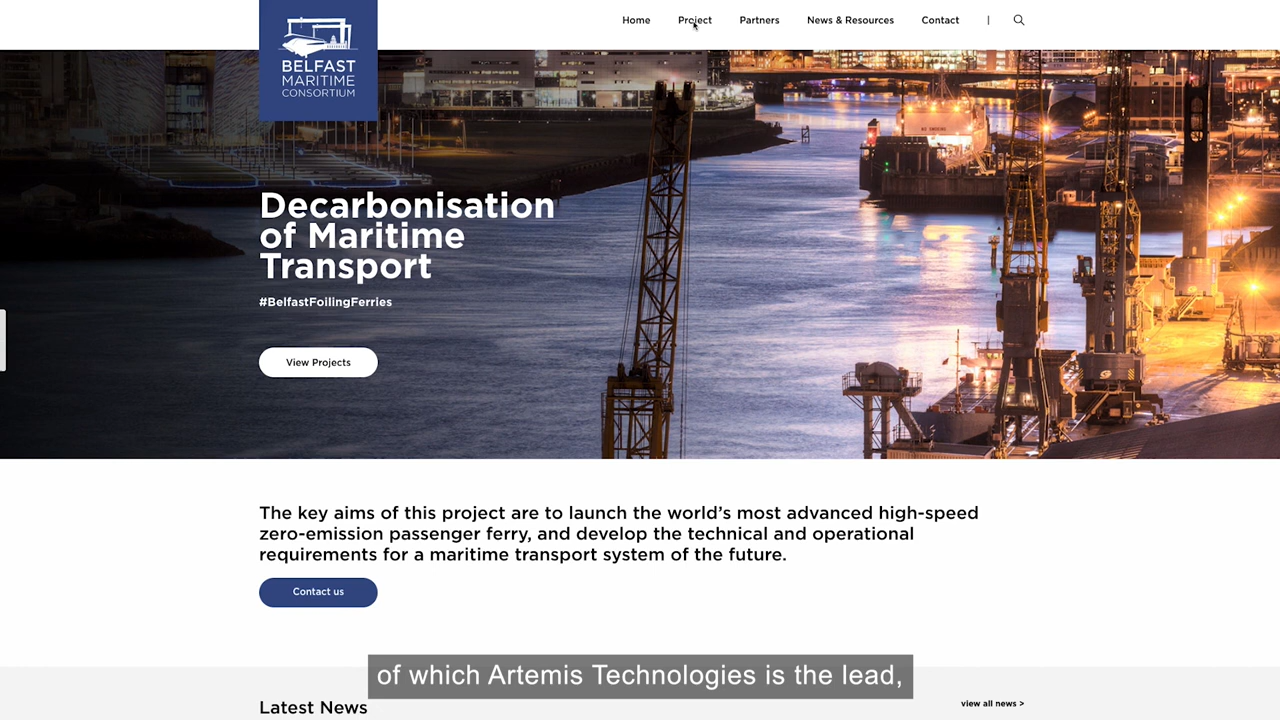 Home Project Partners News & Resources Contact |
BELFAST
MARITIME
CONSORTIUM
NO SMOKING
Decarbonisation
of Maritime
Transport
#BelfastFoilingFerries
View Projects
The key aims of this project are to launch the world's most advanced high-speed
zero-emission passenger ferry, and develop the technical and operational
requirements for a maritime transport system of the future.
Contact us
of which Artemis Technologies is the lead,
Latest News
view all news >